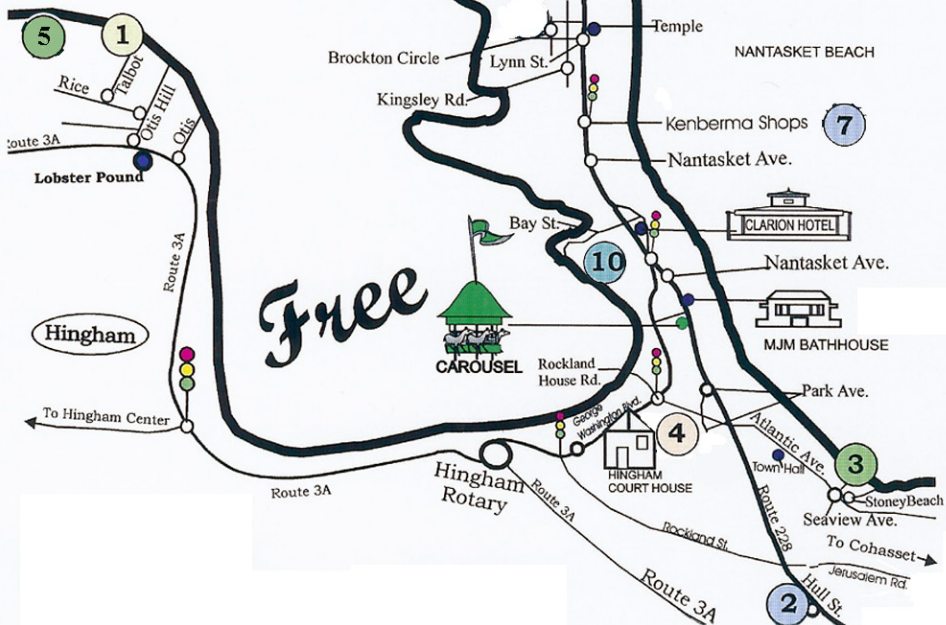 5
1
Talbot
Rice
Otis Hill
Otis
Route 3A
Lobster Pound
Route 3A
Hingham
To Hingham Center
Route 3A
Free
CAROUSEL
Brockton Circle
Lynn St.
Kingsley Rd.
Temple
NANTASKET BEACH
Kenberma Shops
7
Nantasket Ave.
Bay St.
10
CLARION HOTEL
Nantasket Ave.
MJM BATHHOUSE
Rockland
House Rd.
Park Ave.
George
Washington Blvd.
4
HINGHAM
COURT HOUSE
Atlantic Ave.
Town Hall
3
StoneyBeach
Seaview Ave.
To Cohasset
Hingham
Rotary
Route 3A
Rockland St.
Route 228
Jerusalem Rd.
Hull St.
2
Route 3A